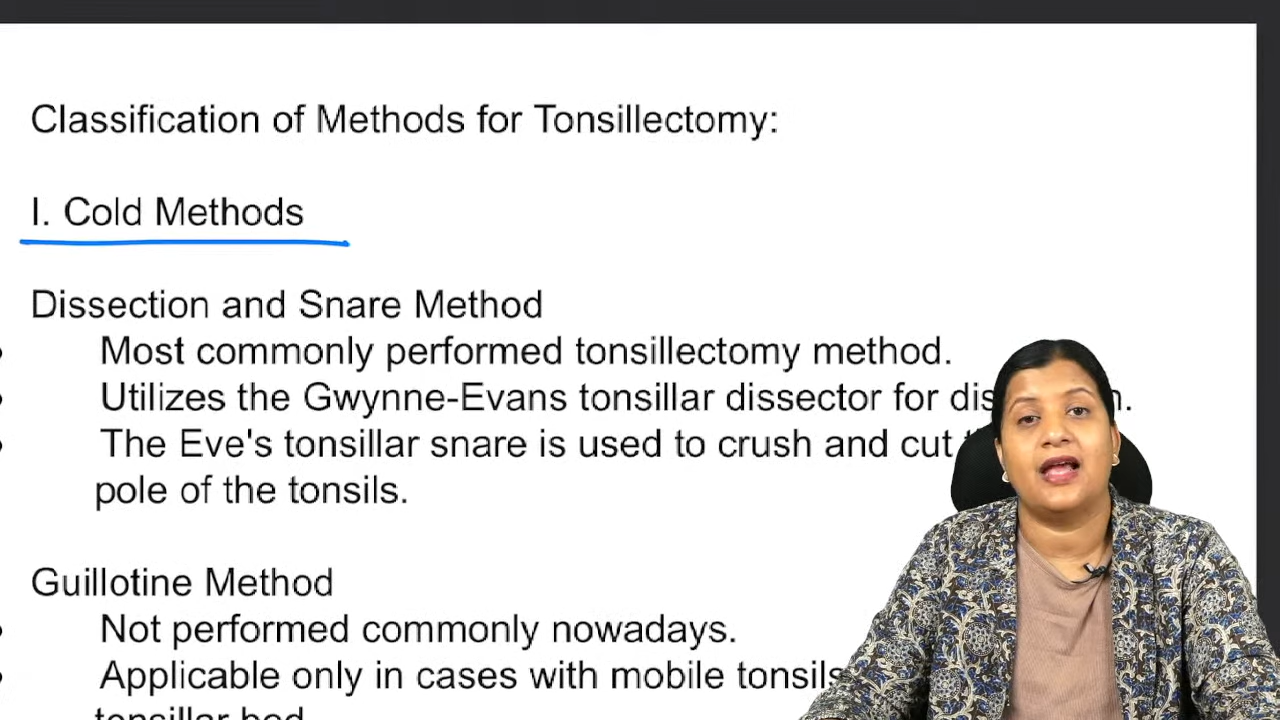 Classification of Methods for Tonsillectomy:
I. Cold Methods
Dissection and Snare Method
Most commonly performed tonsillectomy method.
Utilizes the Gwynne-Evans tonsillar dissector for
The Eve's tonsillar snare is used to crush and cut
pole of the tonsils.
Guillotine Method
Not performed commonly nowadays.
Applicable only in cases with mobile tonsils
tonsillar bed